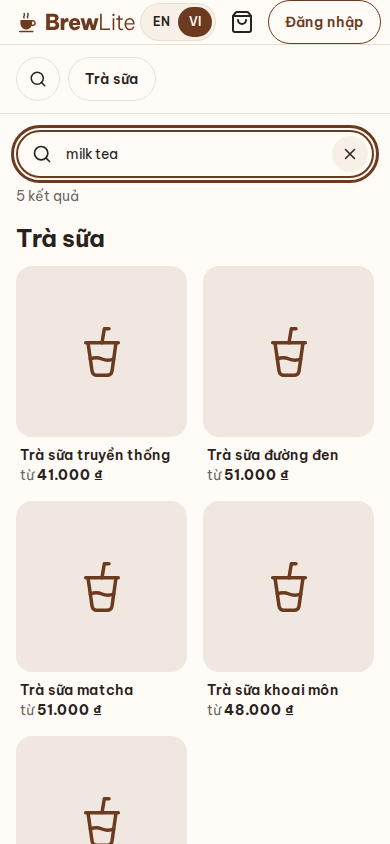 BrewLite EN VI Đăng nhập
Trà sữa
milk tea
5 kết quả
Trà sữa
Trà sữa truyền thống
từ 41.000 ₫
Trà sữa đường đen
từ 51.000 ₫
Trà sữa matcha
từ 51.000 ₫
Trà sữa khoai môn
từ 48.000 ₫